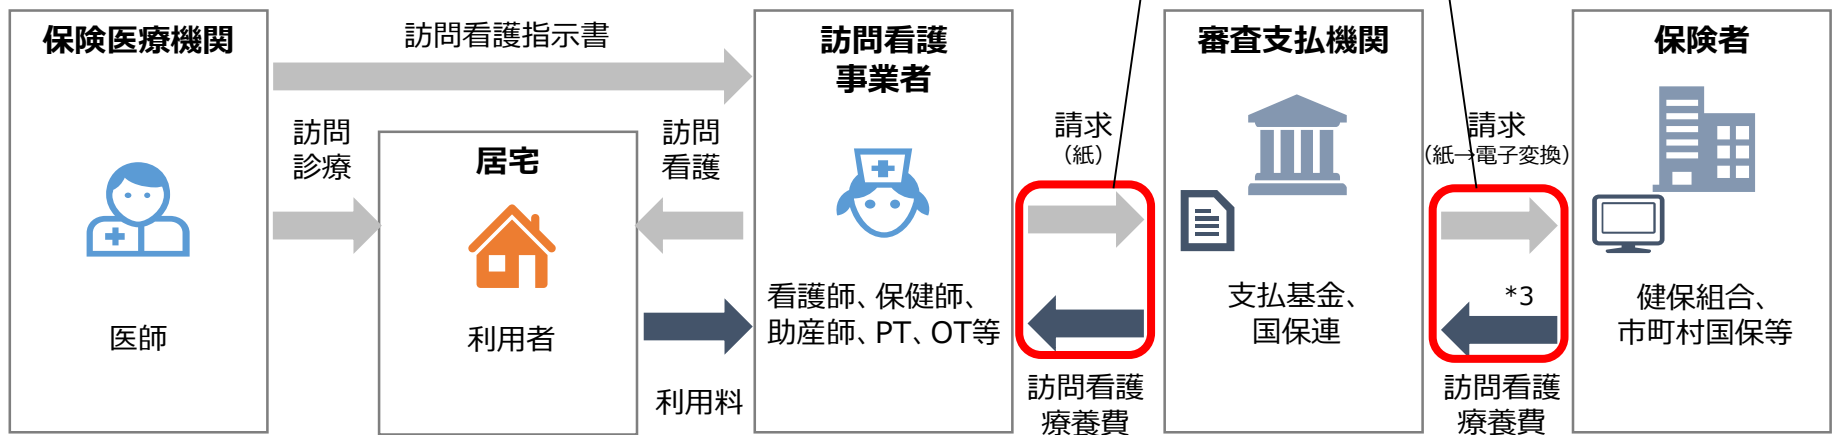 保険医療機関
医師
訪問看護指示書
訪問
診療
居宅
利用者
訪問
看護
利用料
訪問看護
事業者
看護師、保健師、
助産師、PT、OT等
請求
（紙）
訪問看護
療養費
審査支払機関
支払基金、
国保連
請求
（紙→電子変換）
*3
訪問看護
療養費
保険者
健保組合、
市町村国保等